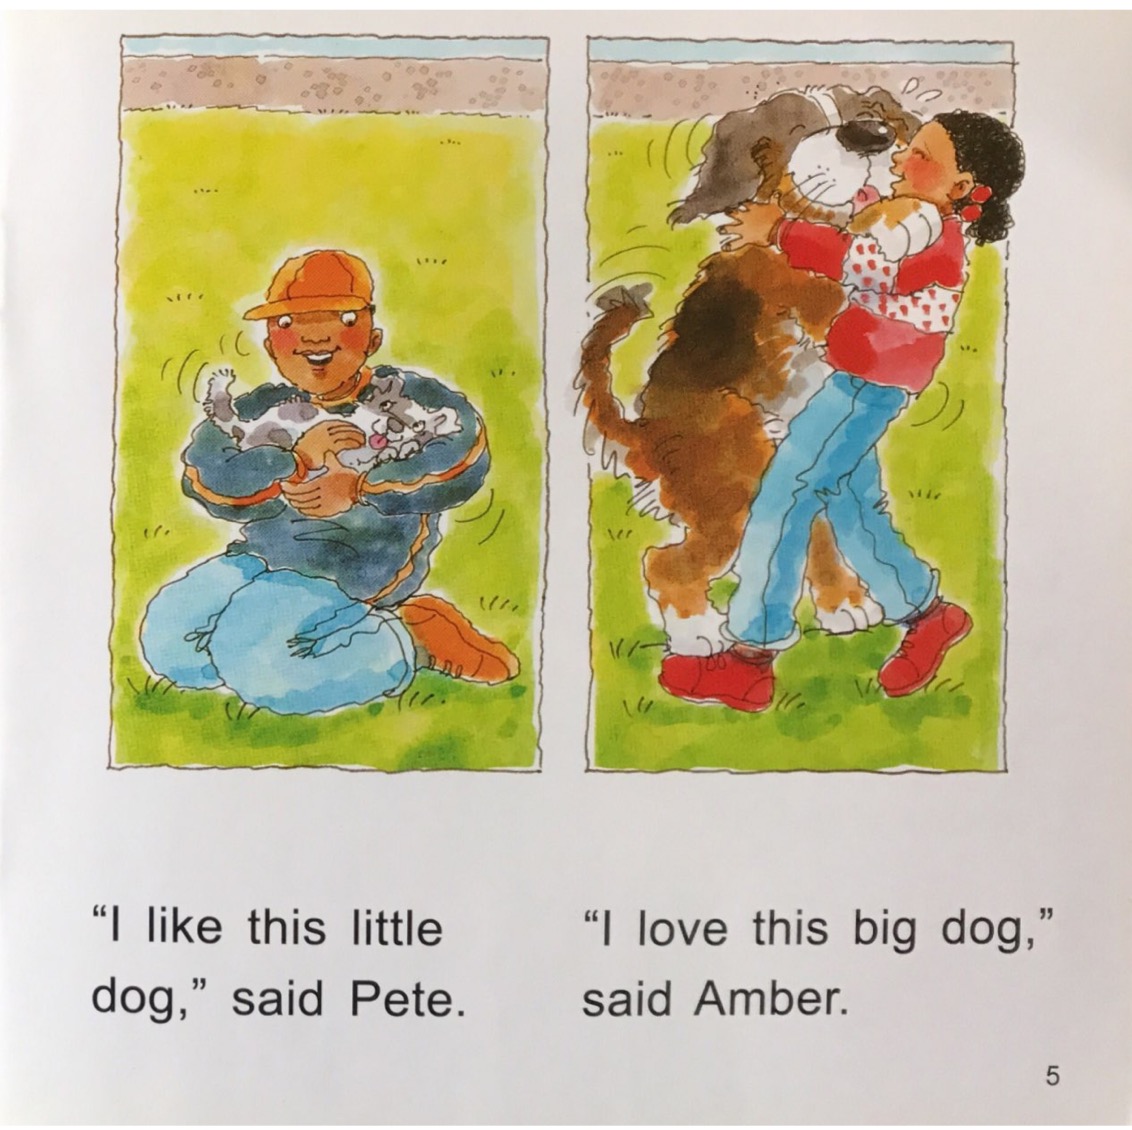 “I like this little
dog,” said Pete.
“I love this big dog,”
said Amber.
5